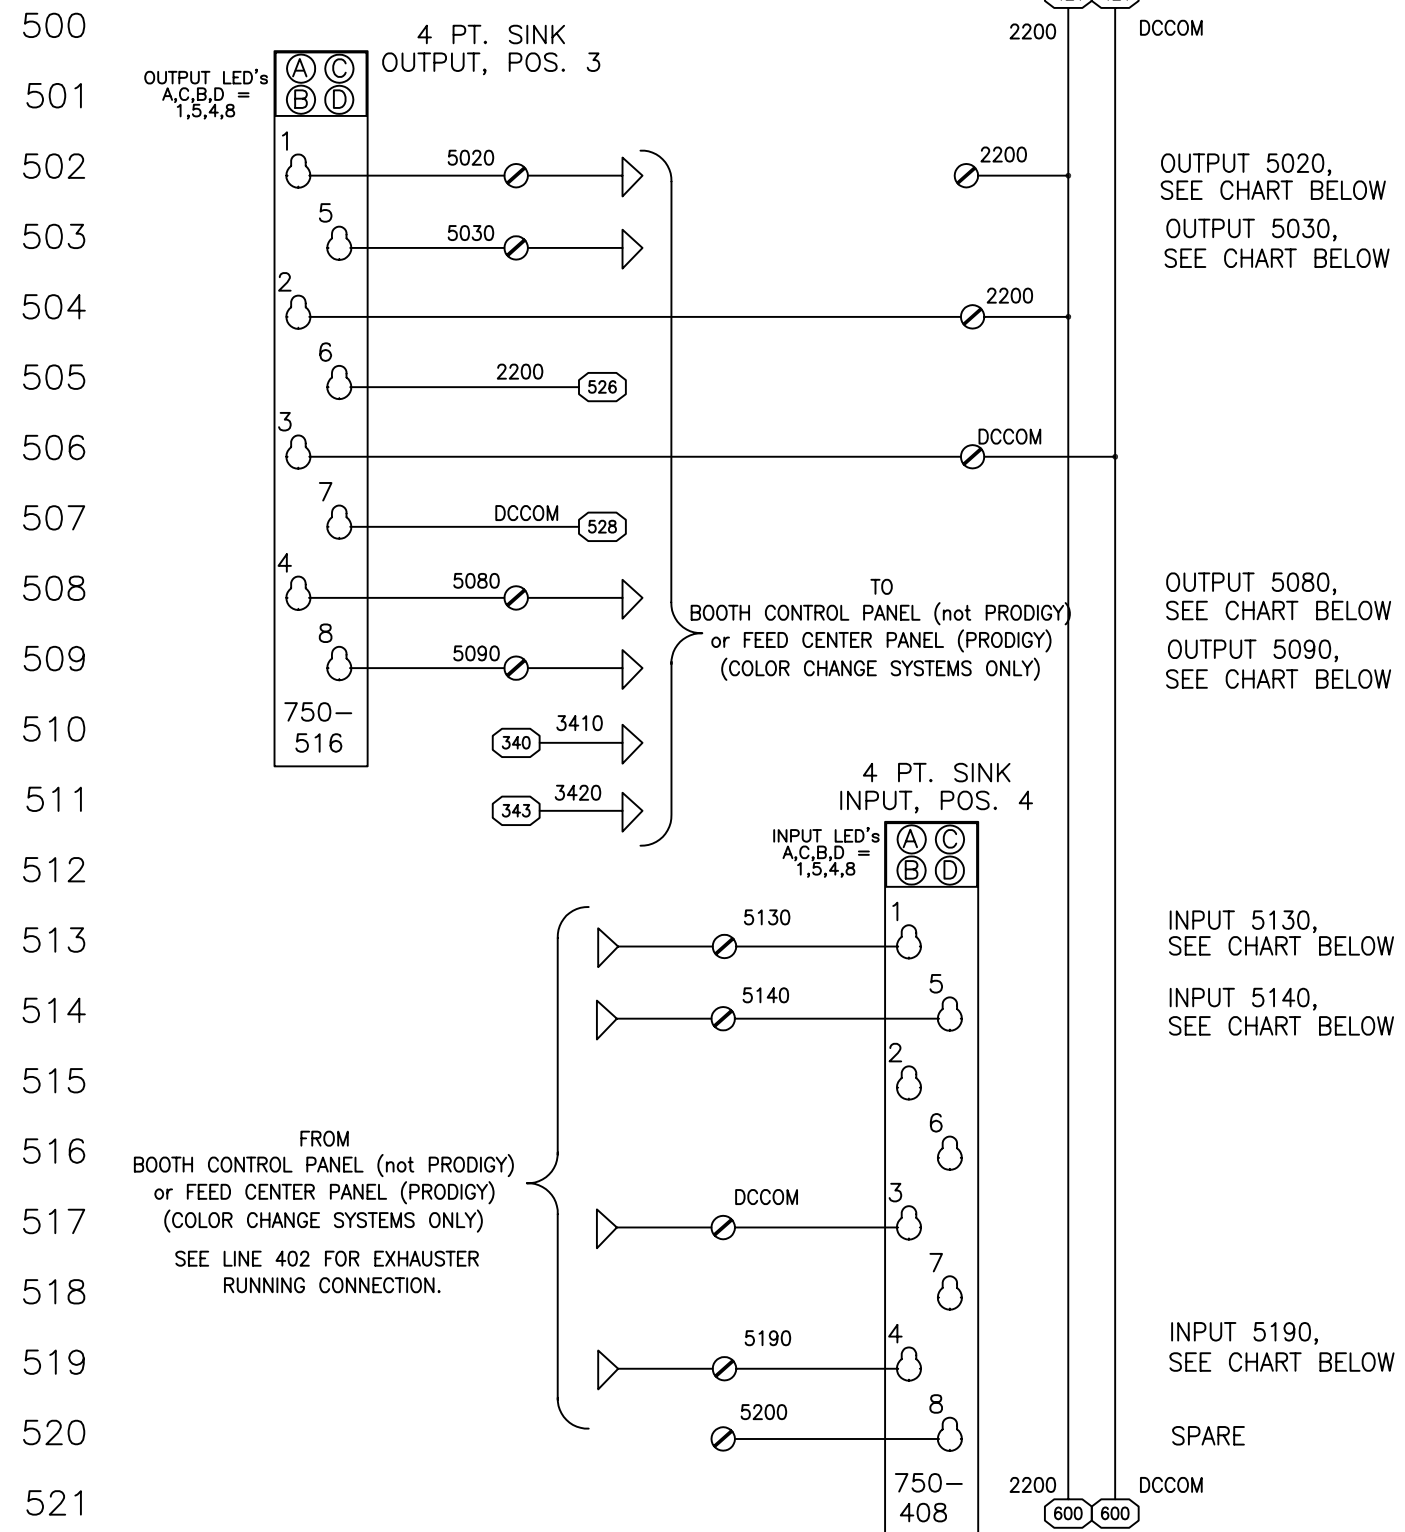 500
4 PT. SINK
OUTPUT, POS. 3
2200
DCCOM
OUTPUT LED's
A,C,B,D =
1,5,4,8
A C
B D
501
502
1
5020
2200
OUTPUT 5020,
SEE CHART BELOW
503
5
5030
OUTPUT 5030,
SEE CHART BELOW
504
2
2200
505
6
2200
526
506
3
DCCOM
507
7
DCCOM
528
508
4
5080
TO
BOOTH CONTROL PANEL (not PRODIGY)
or FEED CENTER PANEL (PRODIGY)
(COLOR CHANGE SYSTEMS ONLY)
OUTPUT 5080,
SEE CHART BELOW
509
8
5090
OUTPUT 5090,
SEE CHART BELOW
510
750-
516
340
3410
511
343
3420
4 PT. SINK
INPUT, POS. 4
INPUT LED's
A,C,B,D =
1,5,4,8
A C
B D
512
513
5130
1
INPUT 5130,
SEE CHART BELOW
514
5140
5
INPUT 5140,
SEE CHART BELOW
515
2
516
6
FROM
BOOTH CONTROL PANEL (not PRODIGY)
or FEED CENTER PANEL (PRODIGY)
(COLOR CHANGE SYSTEMS ONLY)
SEE LINE 402 FOR EXHAUSTER
RUNNING CONNECTION.
517
DCCOM
3
518
7
519
5190
4
INPUT 5190,
SEE CHART BELOW
520
5200
8
SPARE
521
750-
408
2200
DCCOM
600
600